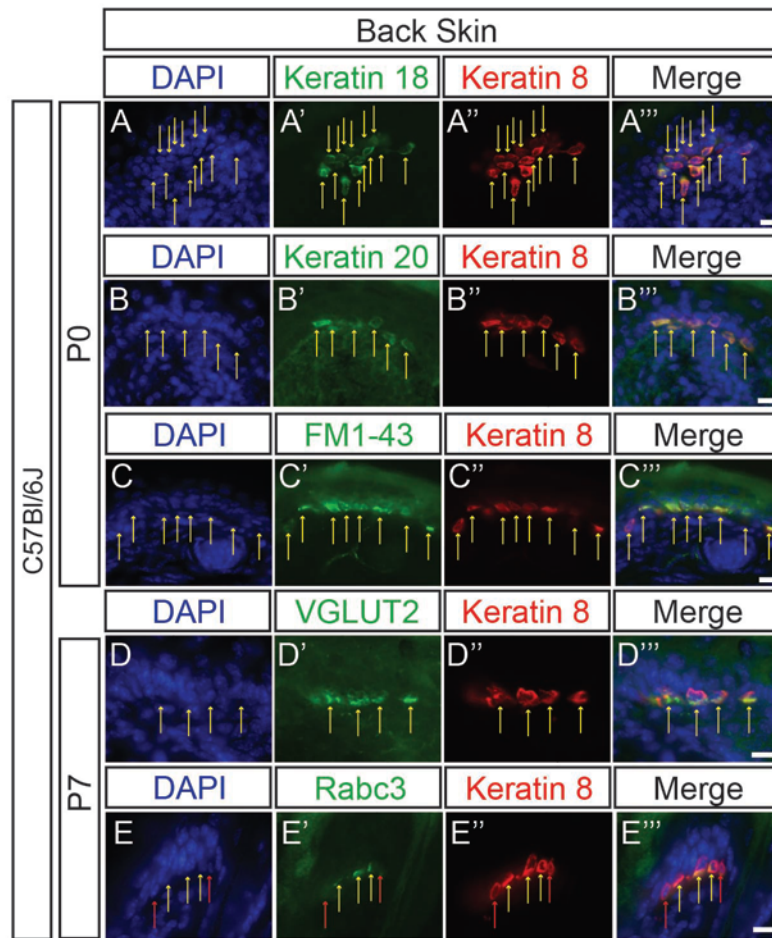 Back Skin
DAPI Keratin 18 Keratin 8 Merge
A A' A'' A'''
DAPI Keratin 20 Keratin 8 Merge
B B' B'' B'''
DAPI FM1-43 Keratin 8 Merge
C C' C'' C'''
DAPI VGLUT2 Keratin 8 Merge
D D' D'' D'''
DAPI Rabc3 Keratin 8 Merge
E E' E'' E'''
C57Bl/6J
P0
P7